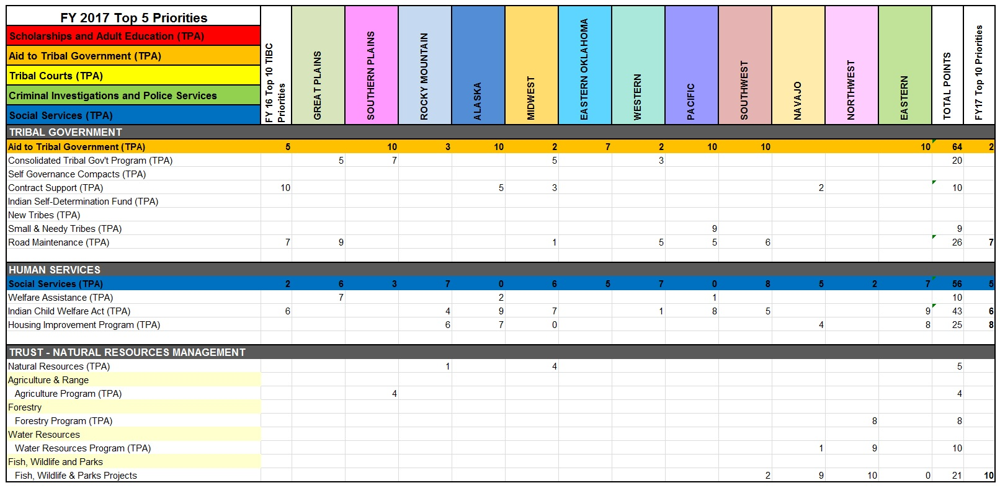 FY 2017 Top 5 Priorities
Scholarships and Adult Education (TPA)
Aid to Tribal Government (TPA)
Tribal Courts (TPA)
Criminal Investigations and Police Services
Social Services (TPA)
FY 16 Top 10 TIBC
Priorities
GREAT PLAINS
SOUTHERN PLAINS
ROCKY MOUNTAIN
ALASKA
MIDWEST
EASTERN OKLAHOMA
WESTERN
PACIFIC
SOUTHWEST
NAVAJO
NORTHWEST
EASTERN
TOTAL POINTS
FY17 Top 10 Priorities
TRIBAL GOVERNMENT
Aid to Tribal Government (TPA) 5 10 3 10 2 7 2 10 10 10 64 2
Consolidated Tribal Gov't Program (TPA) 5 7 5 3 20
Self Governance Compacts (TPA)
Contract Support (TPA) 10 5 3 2 10
Indian Self-Determination Fund (TPA)
New Tribes (TPA)
Small & Needy Tribes (TPA) 9 9
Road Maintenance (TPA) 7 9 1 5 5 6 26 7
HUMAN SERVICES
Social Services (TPA) 2 6 3 7 0 6 5 7 0 8 5 2 7 56 5
Welfare Assistance (TPA) 7 2 1 10
Indian Child Welfare Act (TPA) 6 4 9 7 1 8 5 9 43 6
Housing Improvement Program (TPA) 6 7 0 4 8 25 8
TRUST - NATURAL RESOURCES MANAGEMENT
Natural Resources (TPA) 1 4 5
Agriculture & Range
Agriculture Program (TPA) 4 4
Forestry
Forestry Program (TPA) 8 8
Water Resources
Water Resources Program (TPA) 1 9 10
Fish, Wildlife and Parks
Fish, Wildlife & Parks Projects 2 9 10 0 21 10